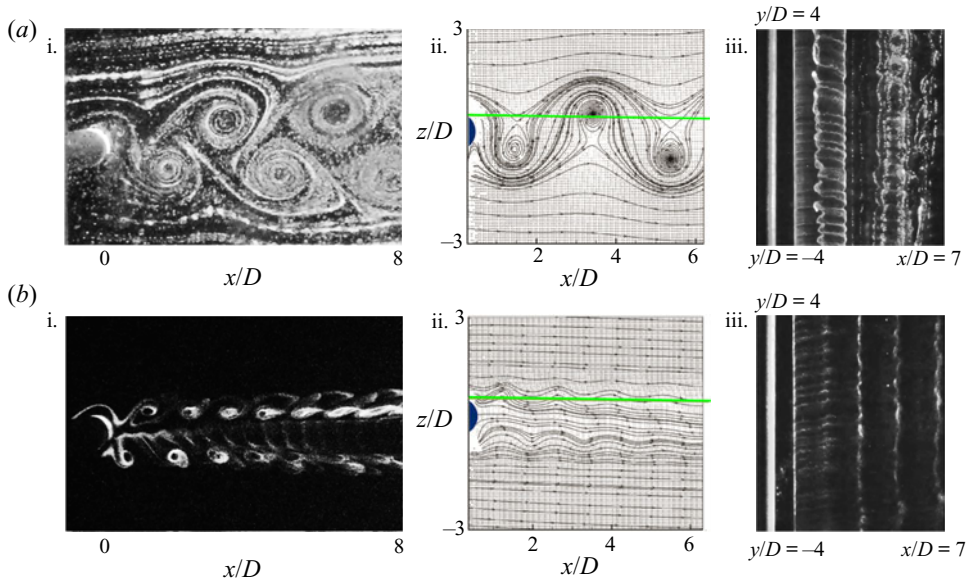 (a)
i.
0
8
x/D
ii.
3
z/D
–3
2
4
6
x/D
iii.
y/D = 4
y/D = –4
x/D = 7
(b)
i.
0
8
x/D
ii.
3
z/D
–3
2
4
6
x/D
iii.
y/D = 4
y/D = –4
x/D = 7